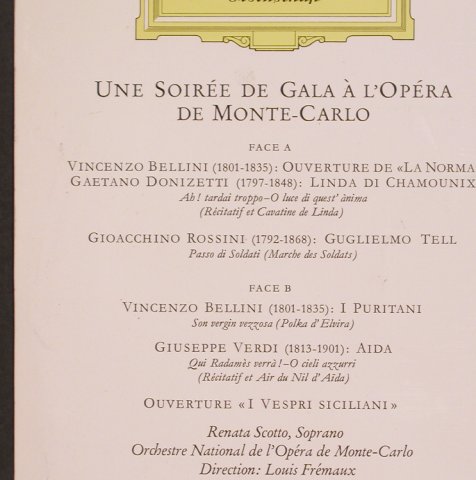 Gesellschaft
UNE SOIRÉE DE GALA À L'OPÉRA
DE MONTE-CARLO
FACE A
VINCENZO BELLINI (1801-1835): OUVERTURE DE «LA NORMA
GAETANO DONIZETTI (1797-1848): LINDA DI CHAMOUNIX
Ah! tardai troppo–O luce di quest' ànima
(Récitatif et Cavatine de Linda)
GIOACCHINO ROSSINI (1792-1868): GUGLIELMO TELL
Passo di Soldati (Marche des Soldats)
FACE B
VINCENZO BELLINI (1801-1835): I PURITANI
Son vergin vezzosa (Polka d'Elvira)
GIUSEPPE VERDI (1813-1901): AIDA
Qui Radamès verrà!–O cieli azzurri
(Récitatif et Air du Nil d'Aïda)
OUVERTURE «I VESPRI SICILIANI»
Renata Scotto, Soprano
Orchestre National de l'Opéra de Monte-Carlo
Direction: Louis Frémaux